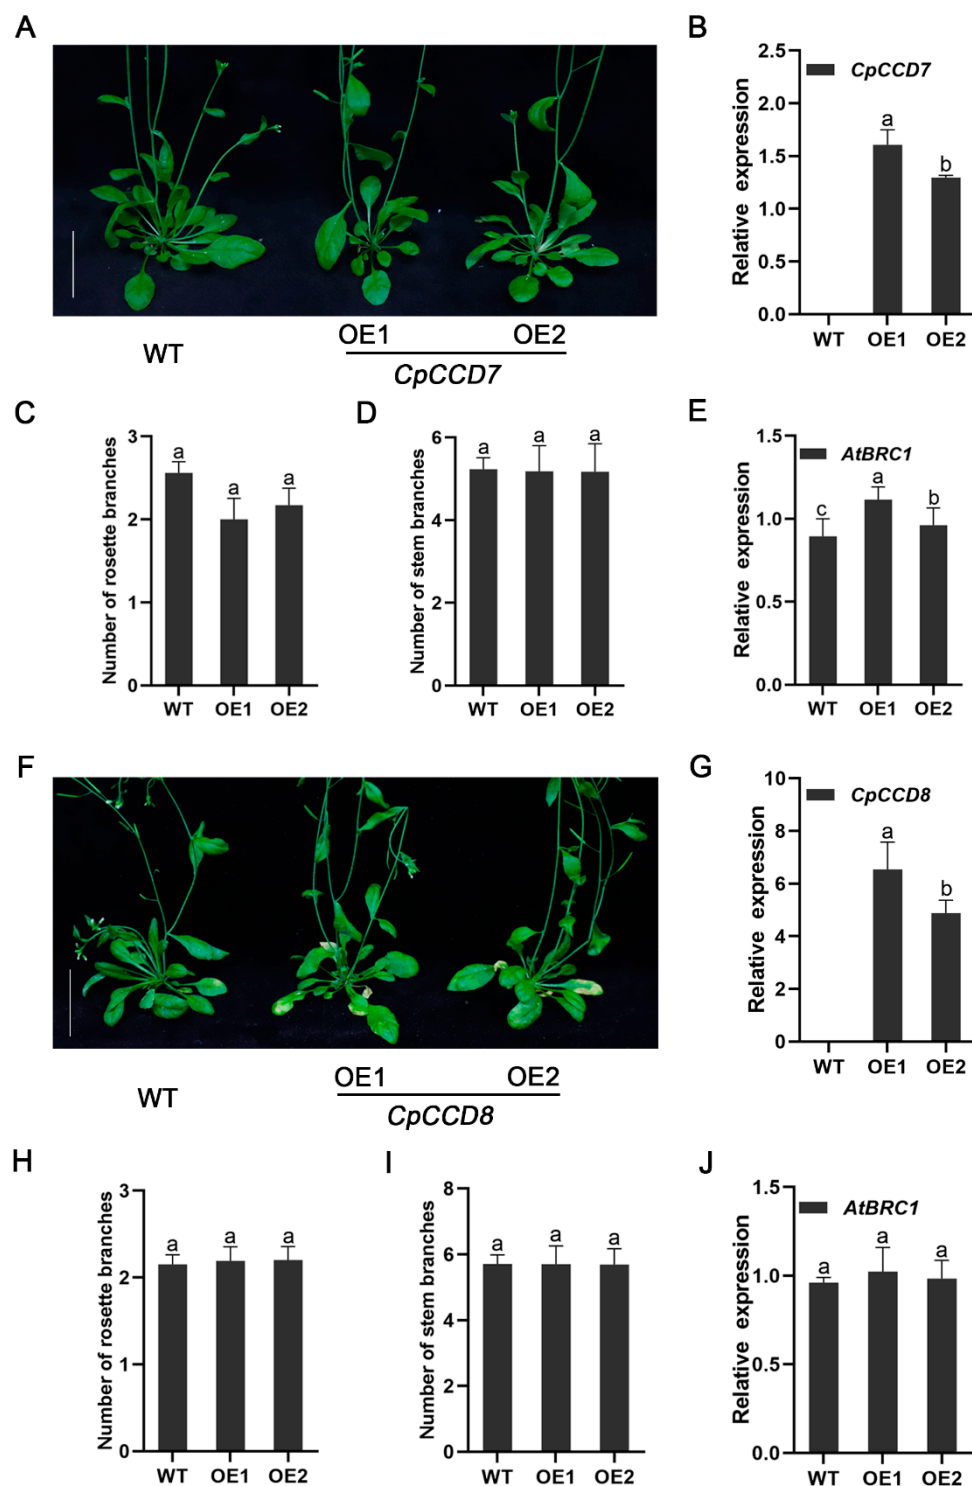 A
WT
OE1
OE2
CpCCD7
B
2.5
2.0
1.5
1.0
0.5
0.0
Relative expression
CpCCD7
a
b
WT OE1 OE2
C
3
2
1
0
Number of rosette branches
a
a
a
WT OE1 OE2
D
6
4
2
0
Number of stem branches
a
a
a
WT OE1 OE2
E
1.5
1.0
0.5
0.0
Relative expression
AtBRC1
c
a
b
WT OE1 OE2
F
WT
OE1
OE2
CpCCD8
G
10
8
6
4
2
0
Relative expression
CpCCD8
a
b
WT OE1 OE2
H
3
2
1
0
Number of rosette branches
a
a
a
WT OE1 OE2
I
8
6
4
2
0
Number of stem branches
a
a
a
WT OE1 OE2
J
1.5
1.0
0.5
0.0
Relative expression
AtBRC1
a
a
a
WT OE1 OE2